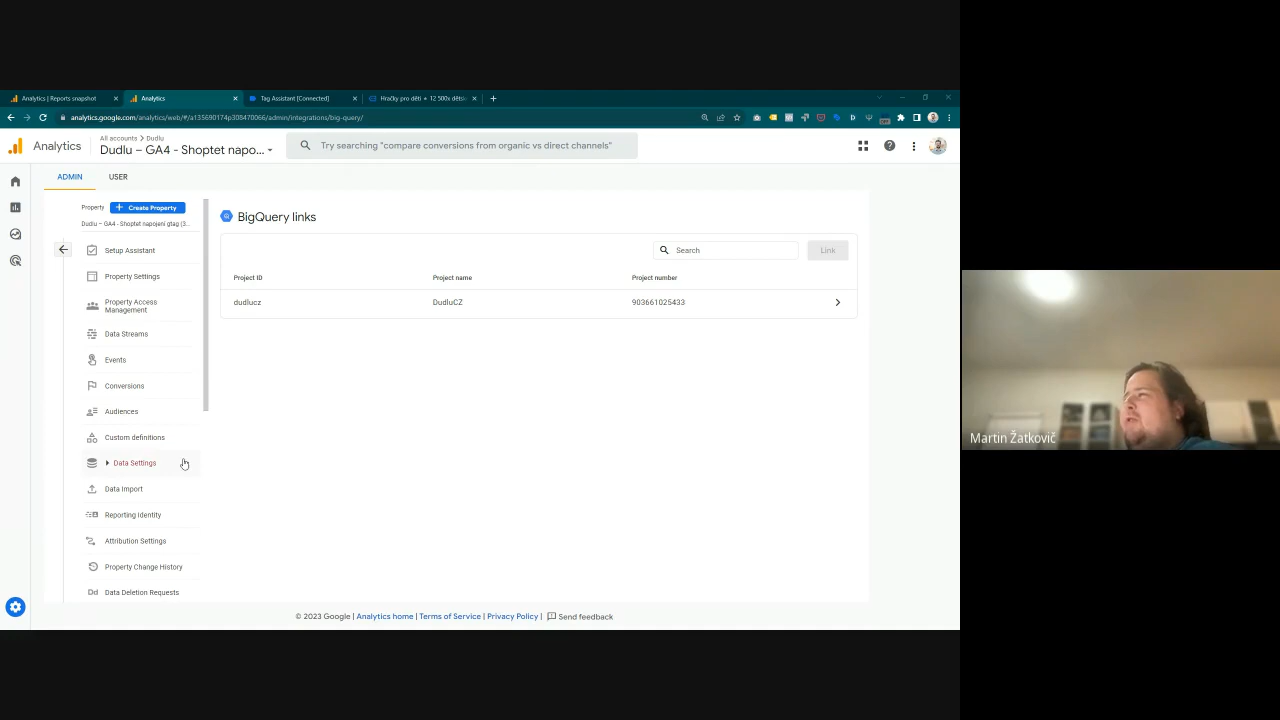 Analytics | Reports snapshot
Analytics
Tag Assistant [Connected]
Hračky pro děti ★ 12 500x děts
analytics.google.com/analytics/web/#/a135690174p308470066/admin/integrations/big-query/
Analytics
All accounts > Dudlu
Dudlu – GA4 - Shoptet napo...
Try searching "compare conversions from organic vs direct channels"
ADMIN
USER
Property
Create Property
Dudlu – GA4 - Shoptet napojení gtag (3...
Setup Assistant
Property Settings
Property Access
Management
Data Streams
Events
Conversions
Audiences
Custom definitions
Data Settings
Data Import
Reporting Identity
Attribution Settings
Property Change History
Dd Data Deletion Requests
BigQuery links
Search
Link
Project ID
Project name
Project number
dudlucz
DudluCZ
903661025433
© 2023 Google | Analytics home | Terms of Service | Privacy Policy | Send feedback
Martin Žatkovič